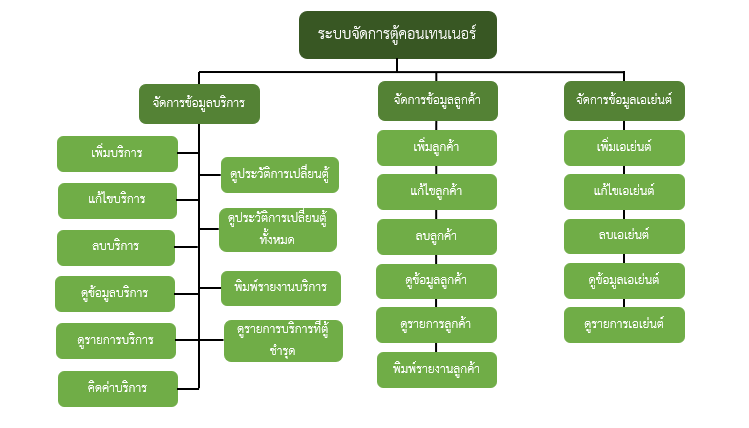 ระบบจัดการตู้คอนเทนเนอร์
จัดการข้อมูลบริการ
เพิ่มบริการ
แก้ไขบริการ
ลบบริการ
ดูข้อมูลบริการ
ดูรายการบริการ
คิดค่าบริการ
ดูประวัติการเปลี่ยนตู้
ดูประวัติการเปลี่ยนตู้
ทั้งหมด
พิมพ์รายงานบริการ
ดูรายการบริการที่ตู้
ชำรุด
จัดการข้อมูลลูกค้า
เพิ่มลูกค้า
แก้ไขลูกค้า
ลบลูกค้า
ดูข้อมูลลูกค้า
ดูรายการลูกค้า
พิมพ์รายงานลูกค้า
จัดการข้อมูลเอเย่นต์
เพิ่มเอเย่นต์
แก้ไขเอเย่นต์
ลบเอเย่นต์
ดูข้อมูลเอเย่นต์
ดูรายการเอเย่นต์